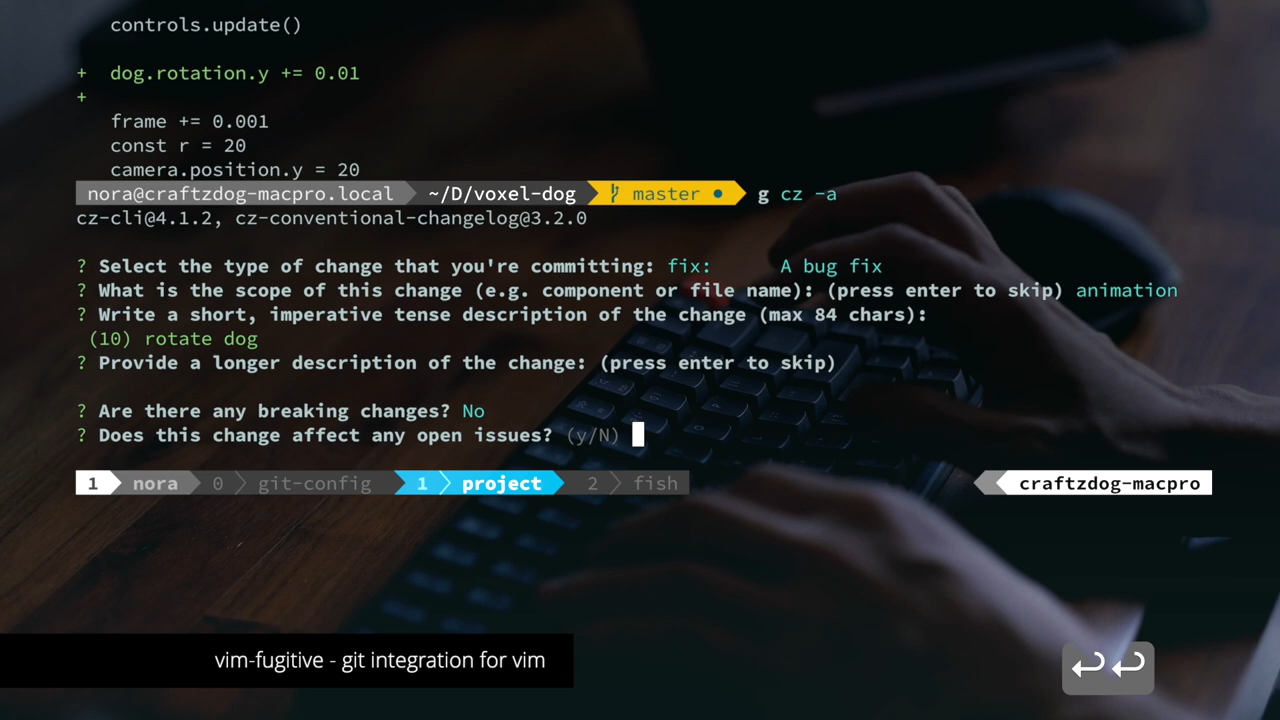 controls.update()
+ dog.rotation.y += 0.01
+
frame += 0.001
const r = 20
camera.position.y = 20
nora@craftzdog-macpro.local ~/D/voxel-dog master ● g cz -a
cz-cli@4.1.2, cz-conventional-changelog@3.2.0
? Select the type of change that you're committing: fix: A bug fix
? What is the scope of this change (e.g. component or file name): (press enter to skip) animation
? Write a short, imperative tense description of the change (max 84 chars):
(10) rotate dog
? Provide a longer description of the change: (press enter to skip)
? Are there any breaking changes? No
? Does this change affect any open issues? (y/N)
1 nora 0 git-config 1 project 2 fish craftzdog-macpro
vim-fugitive - git integration for vim